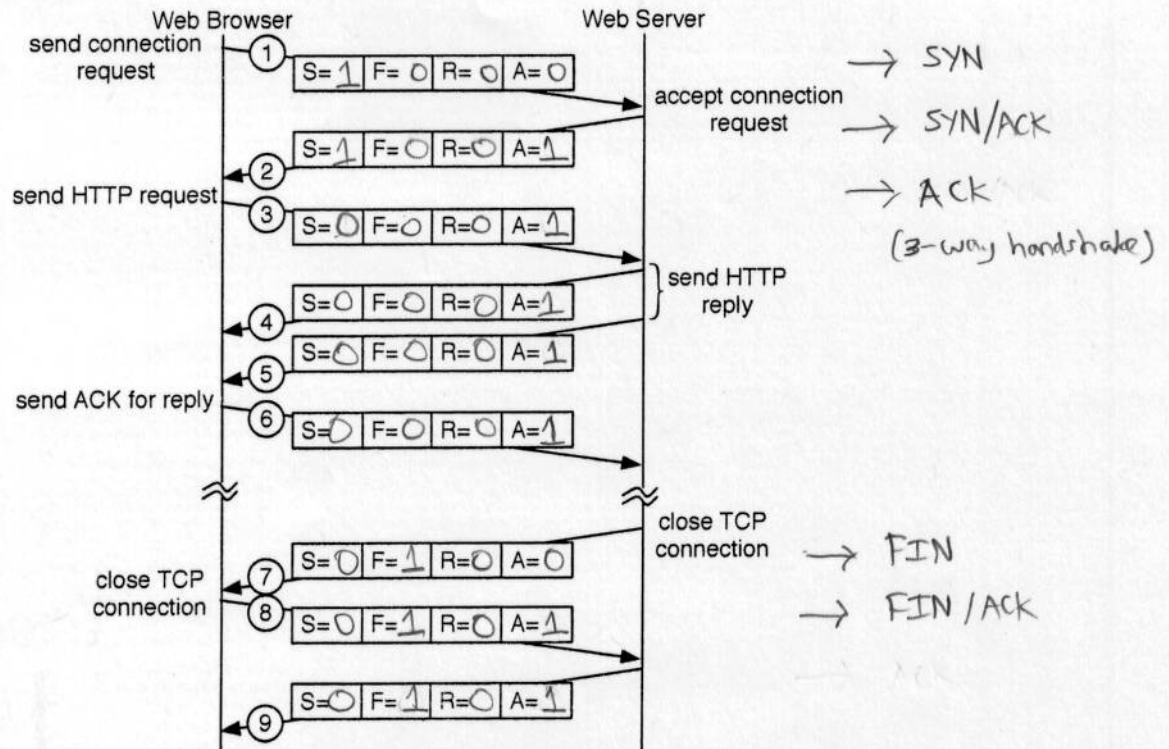 Web Browser
Web Server
send connection
request
1
S=1 F=0 R=0 A=0
→ SYN
accept connection
request
→ SYN/ACK
S=1 F=0 R=0 A=1
2
→ ACK
send HTTP request
3
S=0 F=0 R=0 A=1
(3-way handshake)
send HTTP
reply
S=0 F=0 R=0 A=1
4
S=0 F=0 R=0 A=1
5
send ACK for reply
6
S=0 F=0 R=0 A=1
close TCP
connection
→ FIN
S=0 F=1 R=0 A=0
7
close TCP
connection
8
→ FIN/ACK
S=0 F=1 R=0 A=1
→ ACK
S=0 F=1 R=0 A=1
9